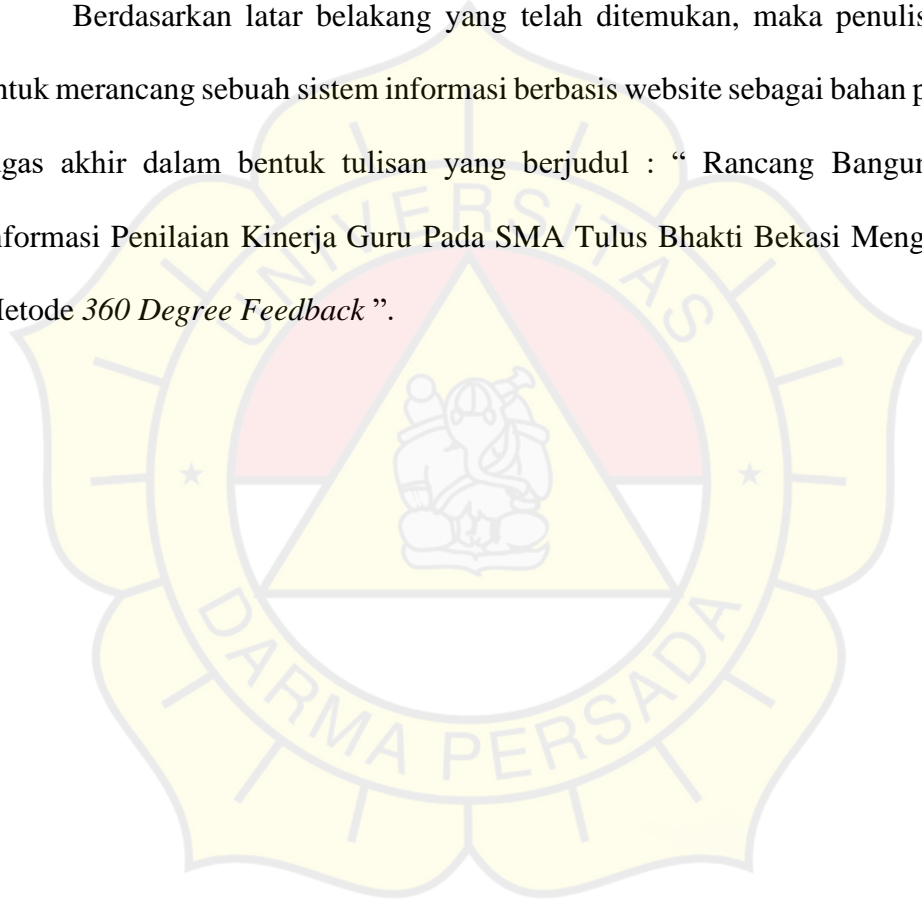 Berdasarkan latar belakang yang telah ditemukan, maka penulis
ntuk merancang sebuah sistem informasi berbasis website sebagai bahan p
gas akhir dalam bentuk tulisan yang berjudul : “ Rancang Bangun
nformasi Penilaian Kinerja Guru Pada SMA Tulus Bhakti Bekasi Meng
etode 360 Degree Feedback ”.
UNIVERSITAS
DARMA PERSADA